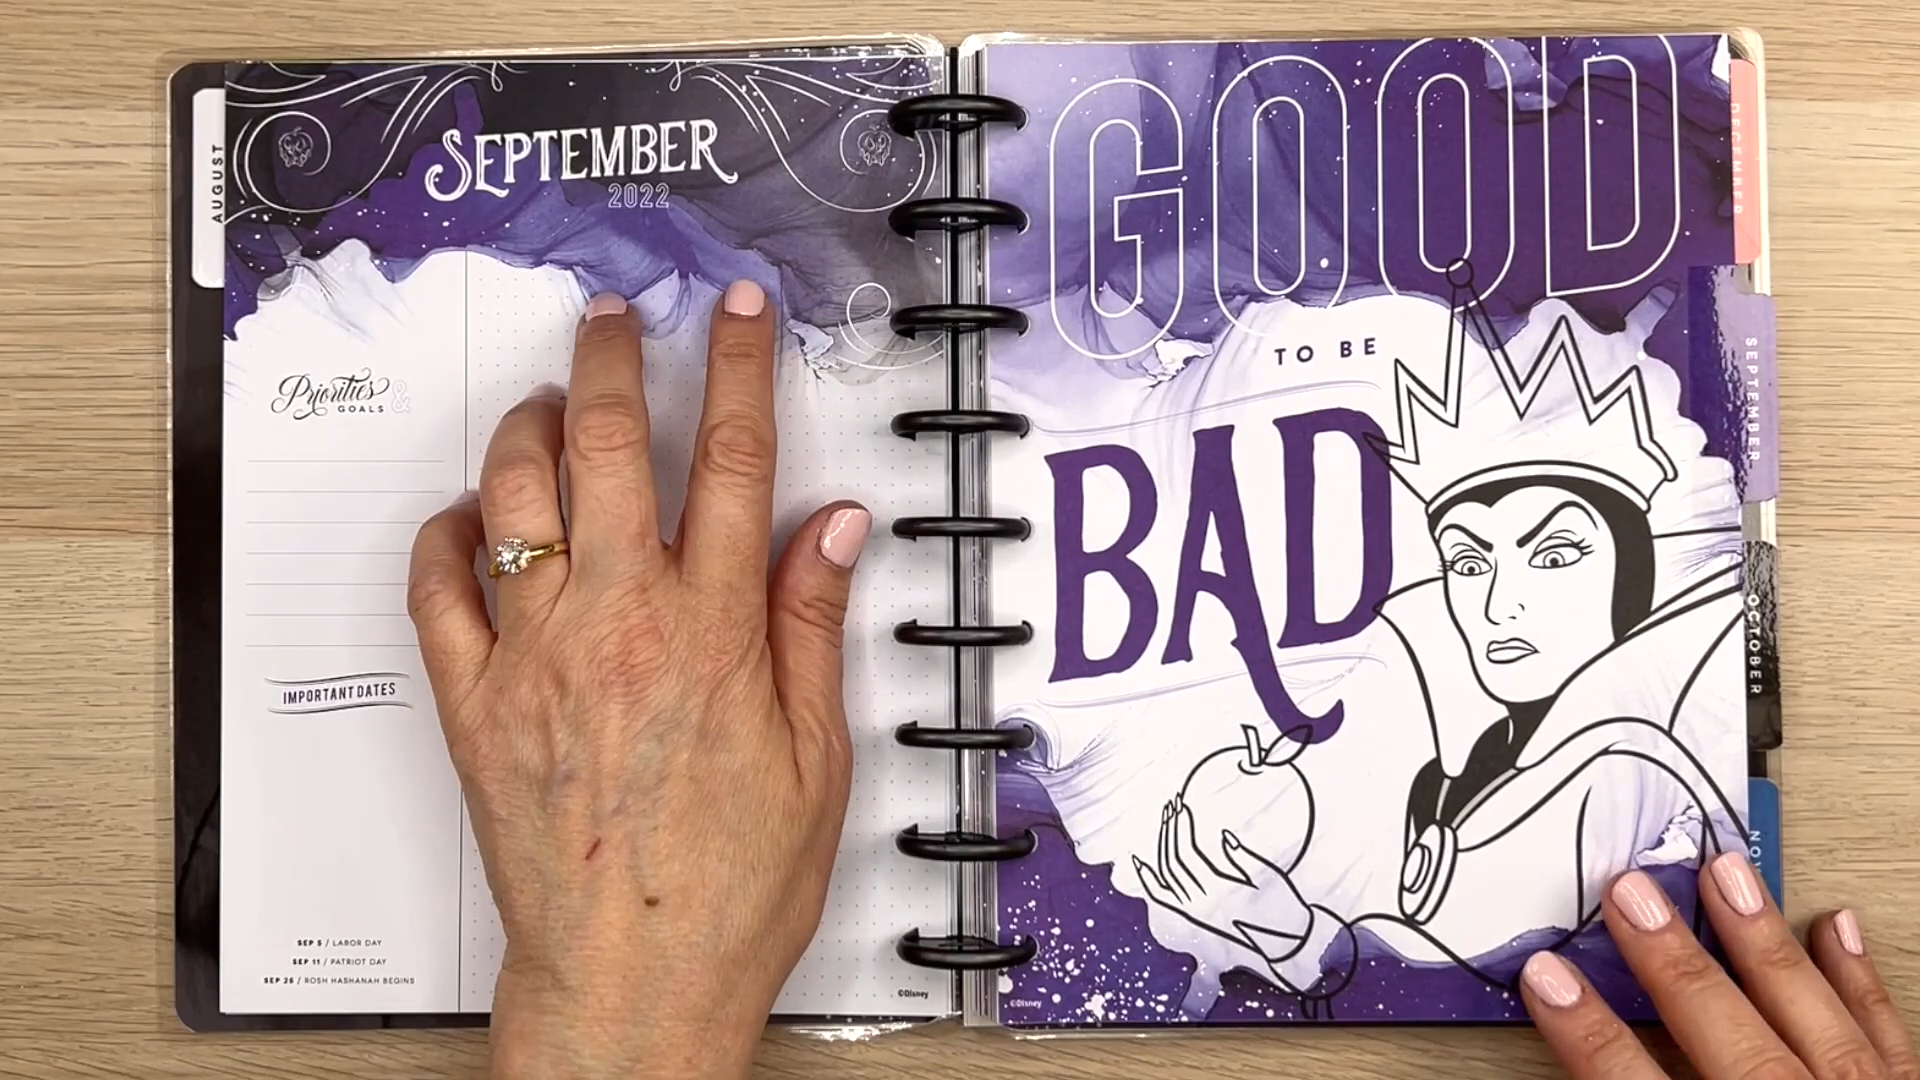 AUGUST
SEPTEMBER
2022
Priorities &
GOALS
IMPORTANT DATES
SEP 5 / LABOR DAY
SEP 11 / PATRIOT DAY
SEP 26 / ROSH HASHANAH BEGINS
©Disney
GOOD
TO BE
BAD
©Disney
DECEMBER
SEPTEMBER
OCTOBER